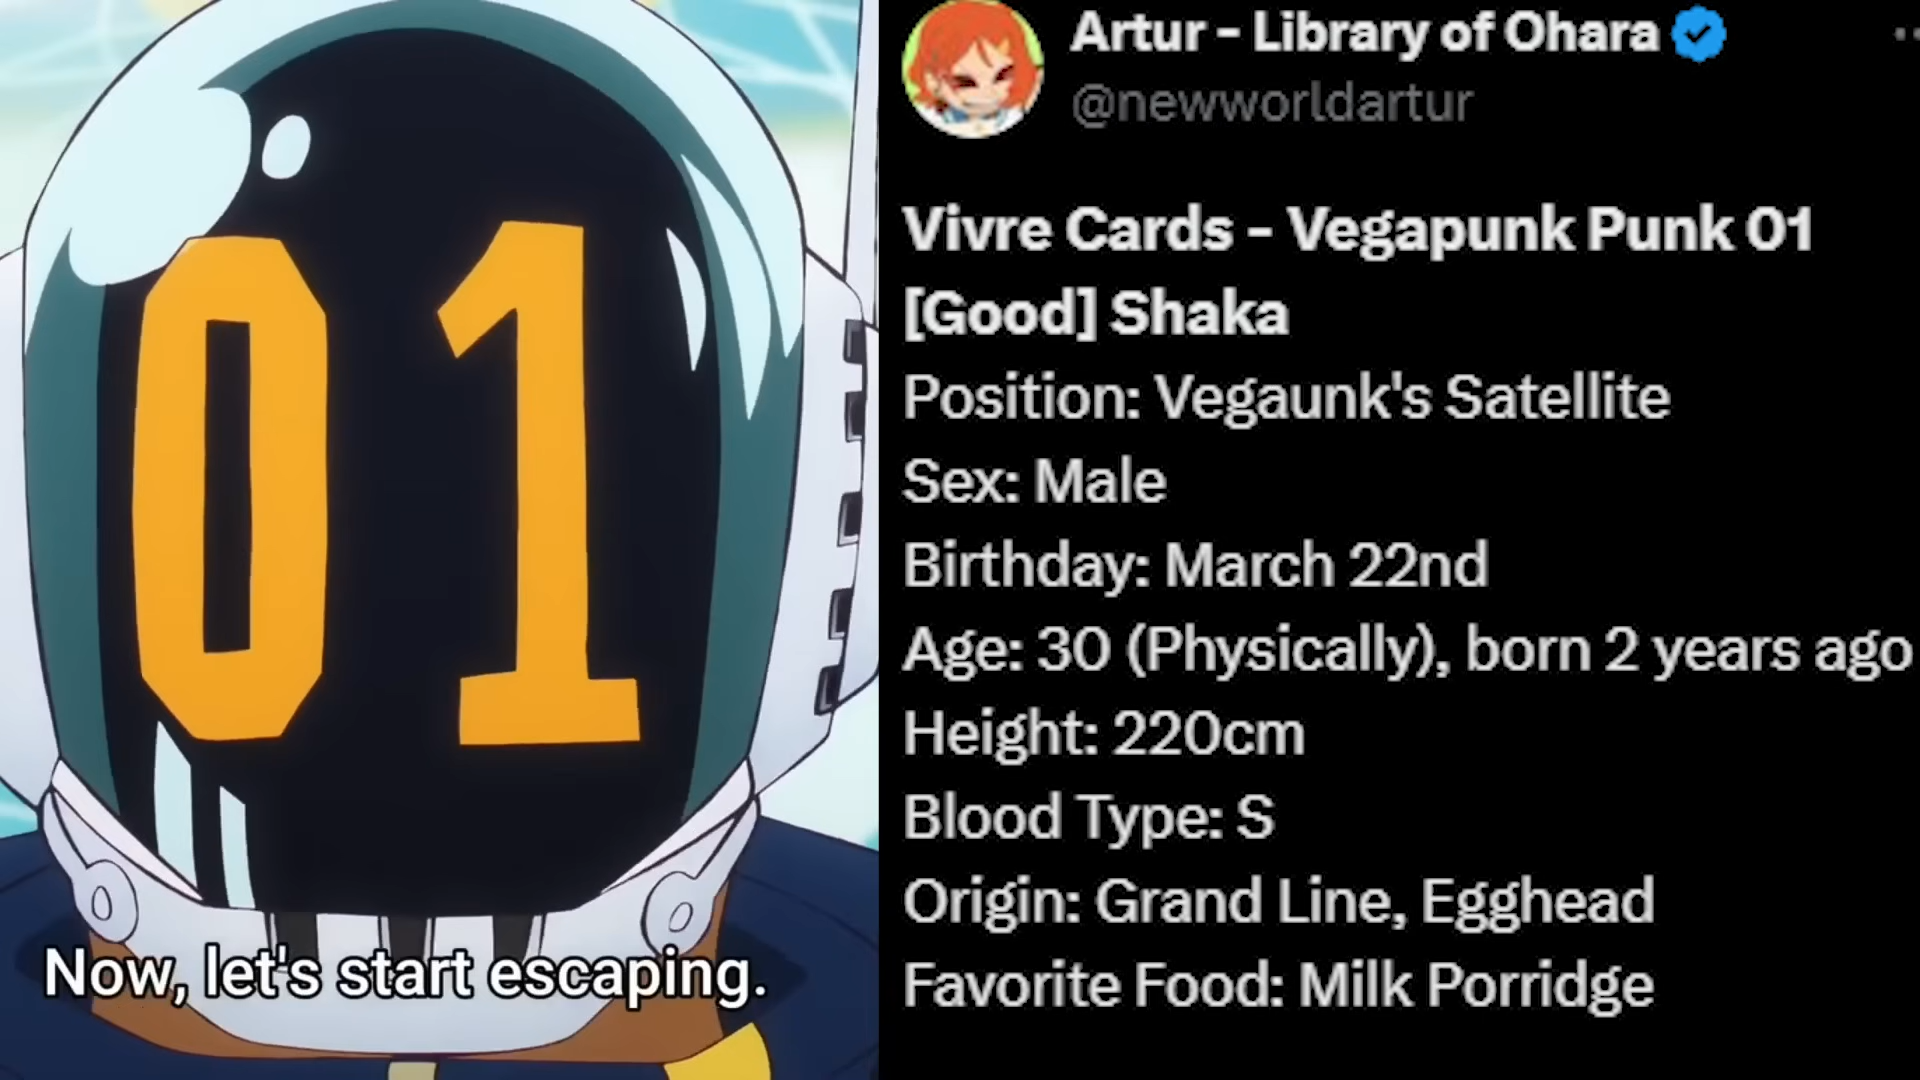 01
Now, let's start escaping.
Artur - Library of Ohara
@newworldartur
Vivre Cards - Vegapunk Punk 01
[Good] Shaka
Position: Vegaunk's Satellite
Sex: Male
Birthday: March 22nd
Age: 30 (Physically), born 2 years ago
Height: 220cm
Blood Type: S
Origin: Grand Line, Egghead
Favorite Food: Milk Porridge